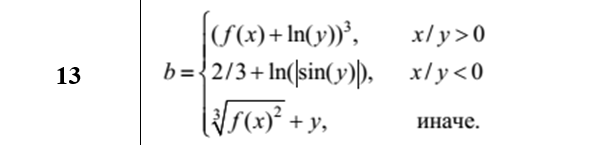 (f(x)+ln(y))³, x/y>0
13 b= 2/3+ln(|sin(y)|), x/y<0
∛f(x)² + y, иначе.